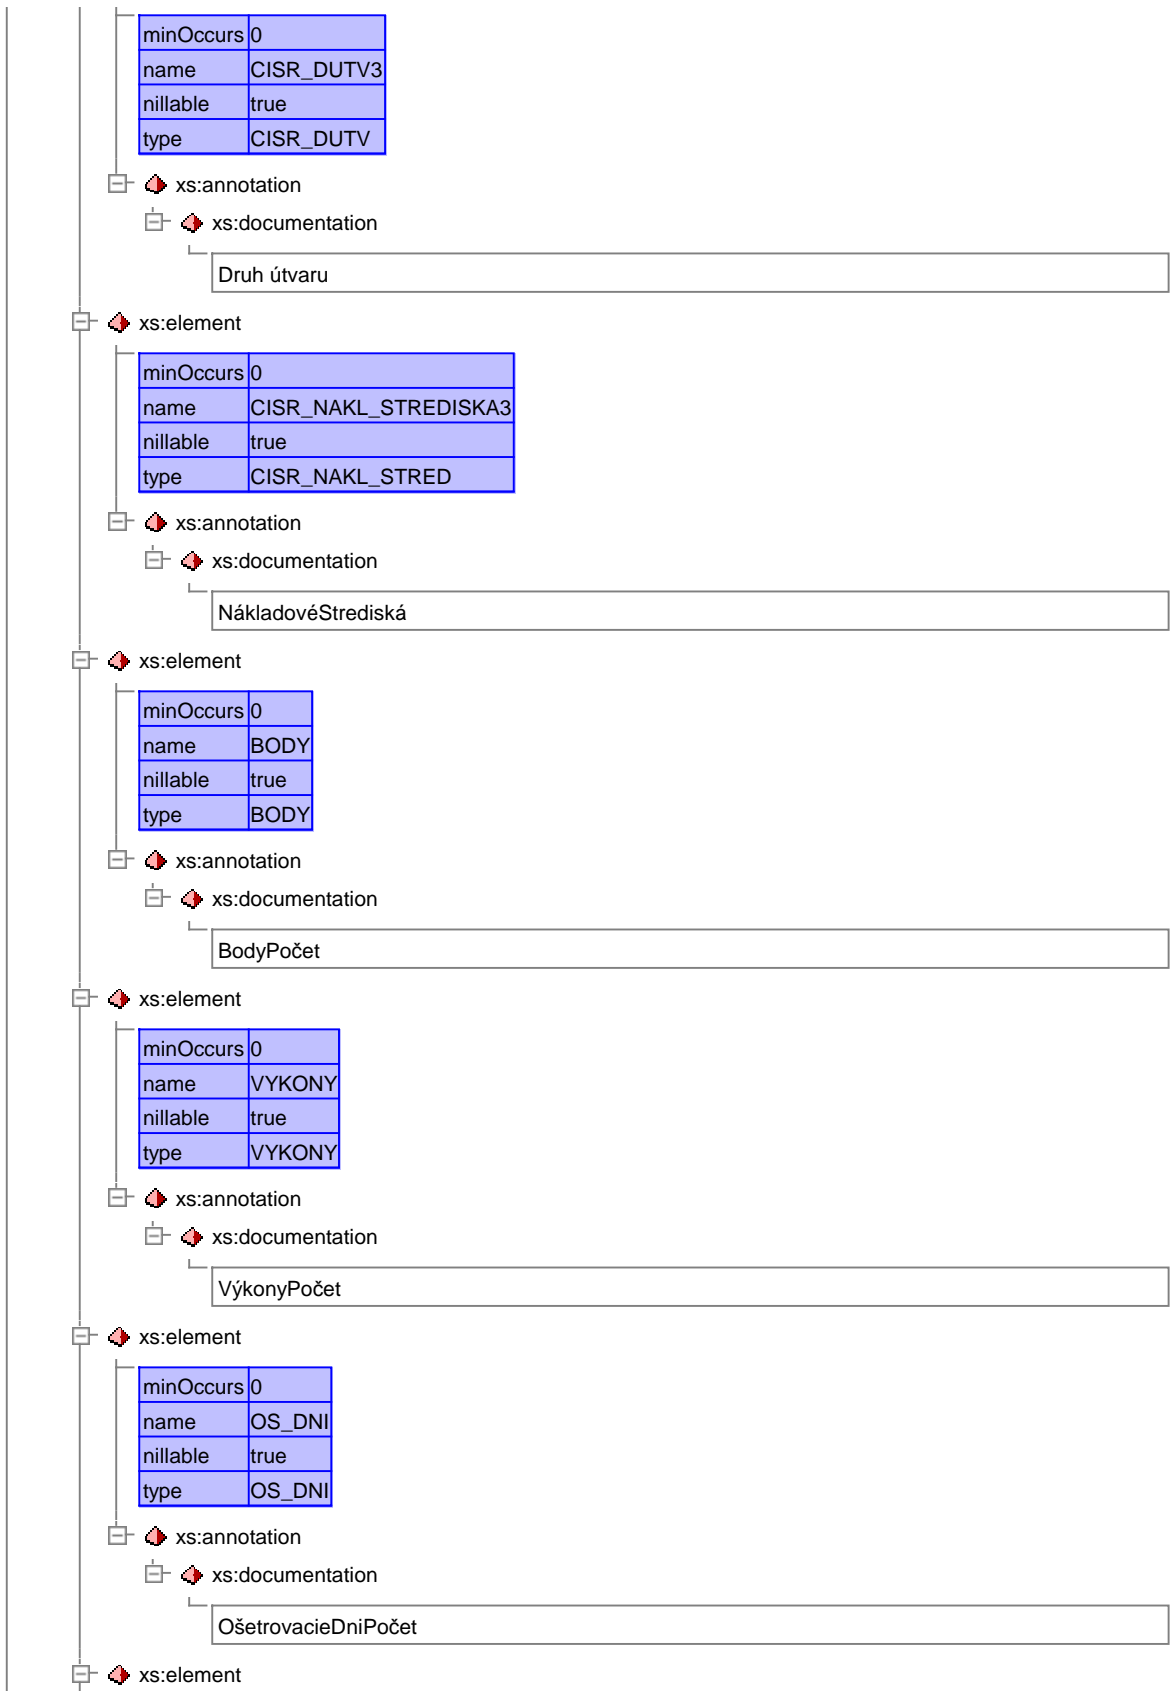 minOccurs 0
name CISR_DUTV3
nillable true
type CISR_DUTV
xs:annotation
xs:documentation
Druh útvaru
xs:element
minOccurs 0
name CISR_NAKL_STREDISKA3
nillable true
type CISR_NAKL_STRED
xs:annotation
xs:documentation
NákladovéStrediská
xs:element
minOccurs 0
name BODY
nillable true
type BODY
xs:annotation
xs:documentation
BodyPočet
xs:element
minOccurs 0
name VYKONY
nillable true
type VYKONY
xs:annotation
xs:documentation
VýkonyPočet
xs:element
minOccurs 0
name OS_DNI
nillable true
type OS_DNI
xs:annotation
xs:documentation
OšetrovacieDniPočet
xs:element